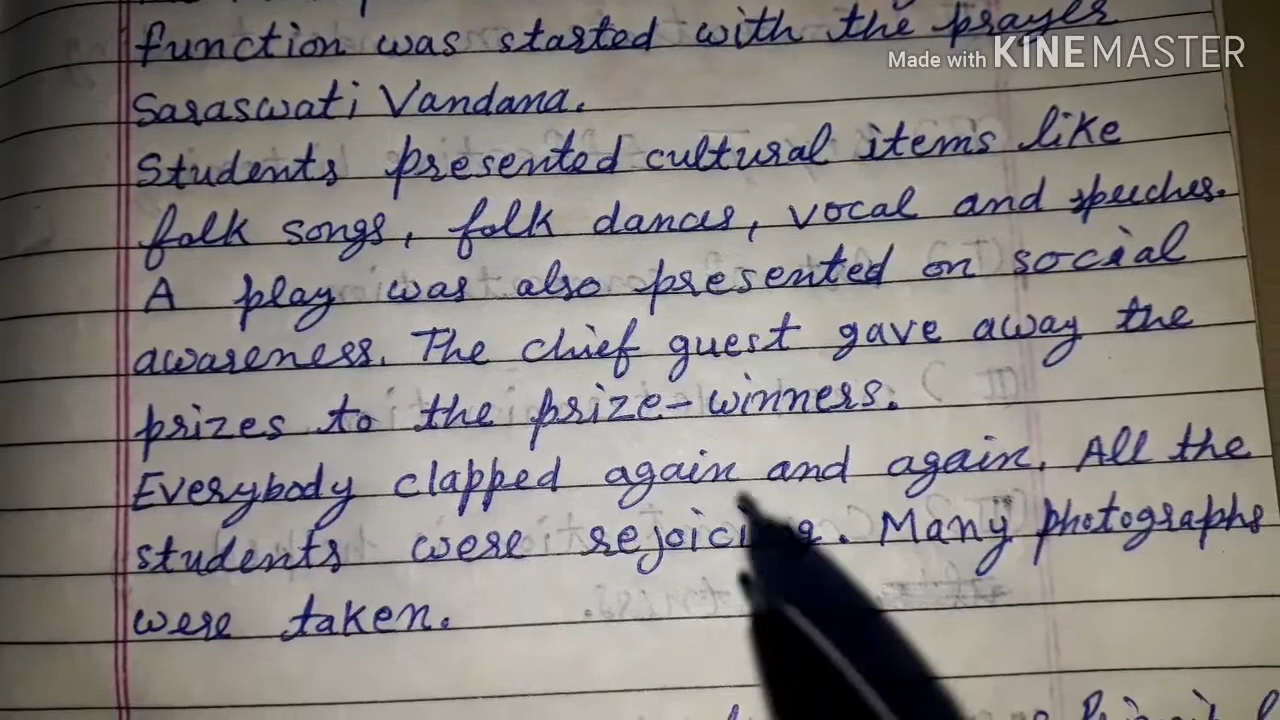 function was started with the prayer
Made with KINEMASTER
Saraswati Vandana.
Students presented cultural items like
folk songs, folk dances, vocal and speeches.
A play was also presented on social
awareness. The chief guest gave away the
prizes to the prize-winners.
Everybody clapped again and again. All the
students were rejoicing. Many photographs
were taken.